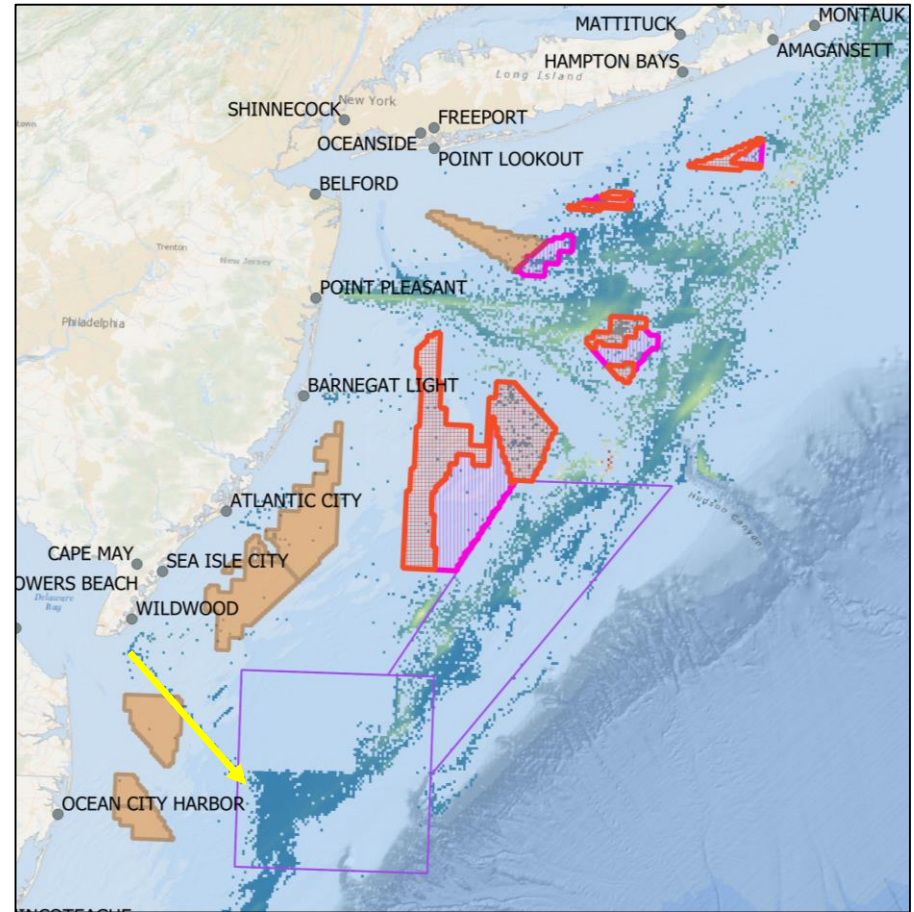 MONTAUK
MATTITUCK
AMAGANSETT
HAMPTON BAYS
Long Island
New York
SHINNECOCK
FREEPORT
OCEANSIDE
POINT LOOKOUT
BELFORD
Trenton
New Jersey
POINT PLEASANT
Philadelphia
BARNEGAT LIGHT
Hudson Canyon
ATLANTIC CITY
CAPE MAY
SEA ISLE CITY
OWERS BEACH
Delaware
Bay
WILDWOOD
OCEAN CITY HARBOR